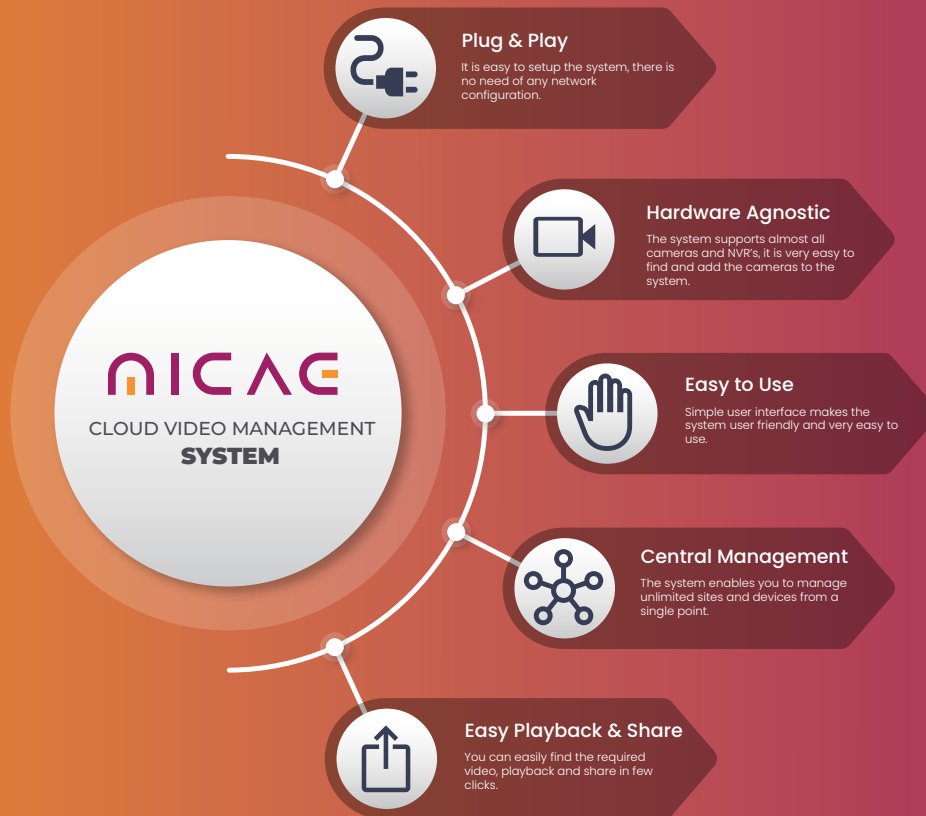 Plug & Play
It is easy to setup the system, there is
no need of any network
configuration.
Hardware Agnostic
The system supports almost all
cameras and NVR's, it is very easy to
find and add the cameras to the
system.
NICAE
CLOUD VIDEO MANAGEMENT
SYSTEM
Easy to Use
Simple user interface makes the
system user friendly and very easy to
use.
Central Management
The system enables you to manage
unlimited sites and devices from a
single point.
Easy Playback & Share
You can easily find the required
video, playback and share in few
clicks.